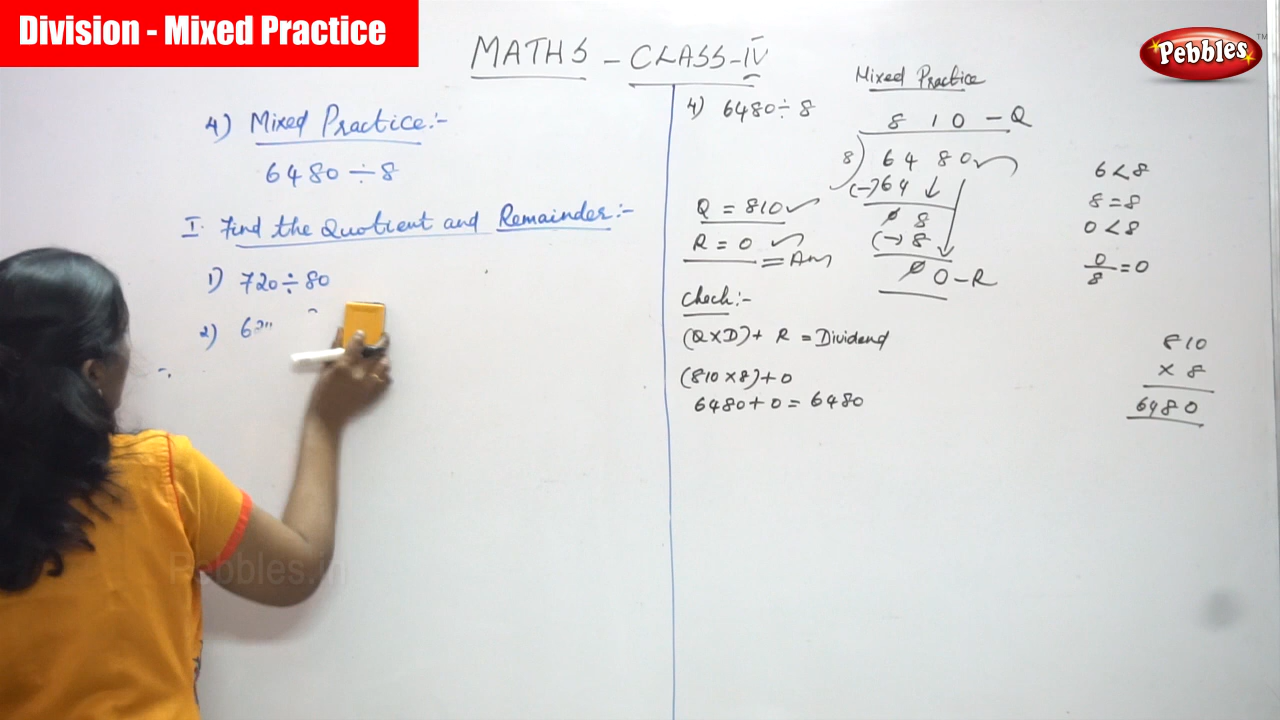 Division - Mixed Practice
Pebbles
TM
MATHS - CLASS-IV
4) Mixed Practice:-
6480 ÷ 8
I. Find the Quotient and Remainder:-
1) 720 ÷ 80
2) 6
Mixed Practice
4) 6480 ÷ 8
8 1 0 - Q
8) 6 4 8 0
(-) 64
0 8
(-) 8
0 0 - R
Q = 810
R = 0
= Ans
6 < 8
8 = 8
0 < 8
0/8 = 0
Check:-
(Q × D) + R = Dividend
(810 × 8) + 0
6480 + 0 = 6480
810
× 8
6480
Pebbles.in